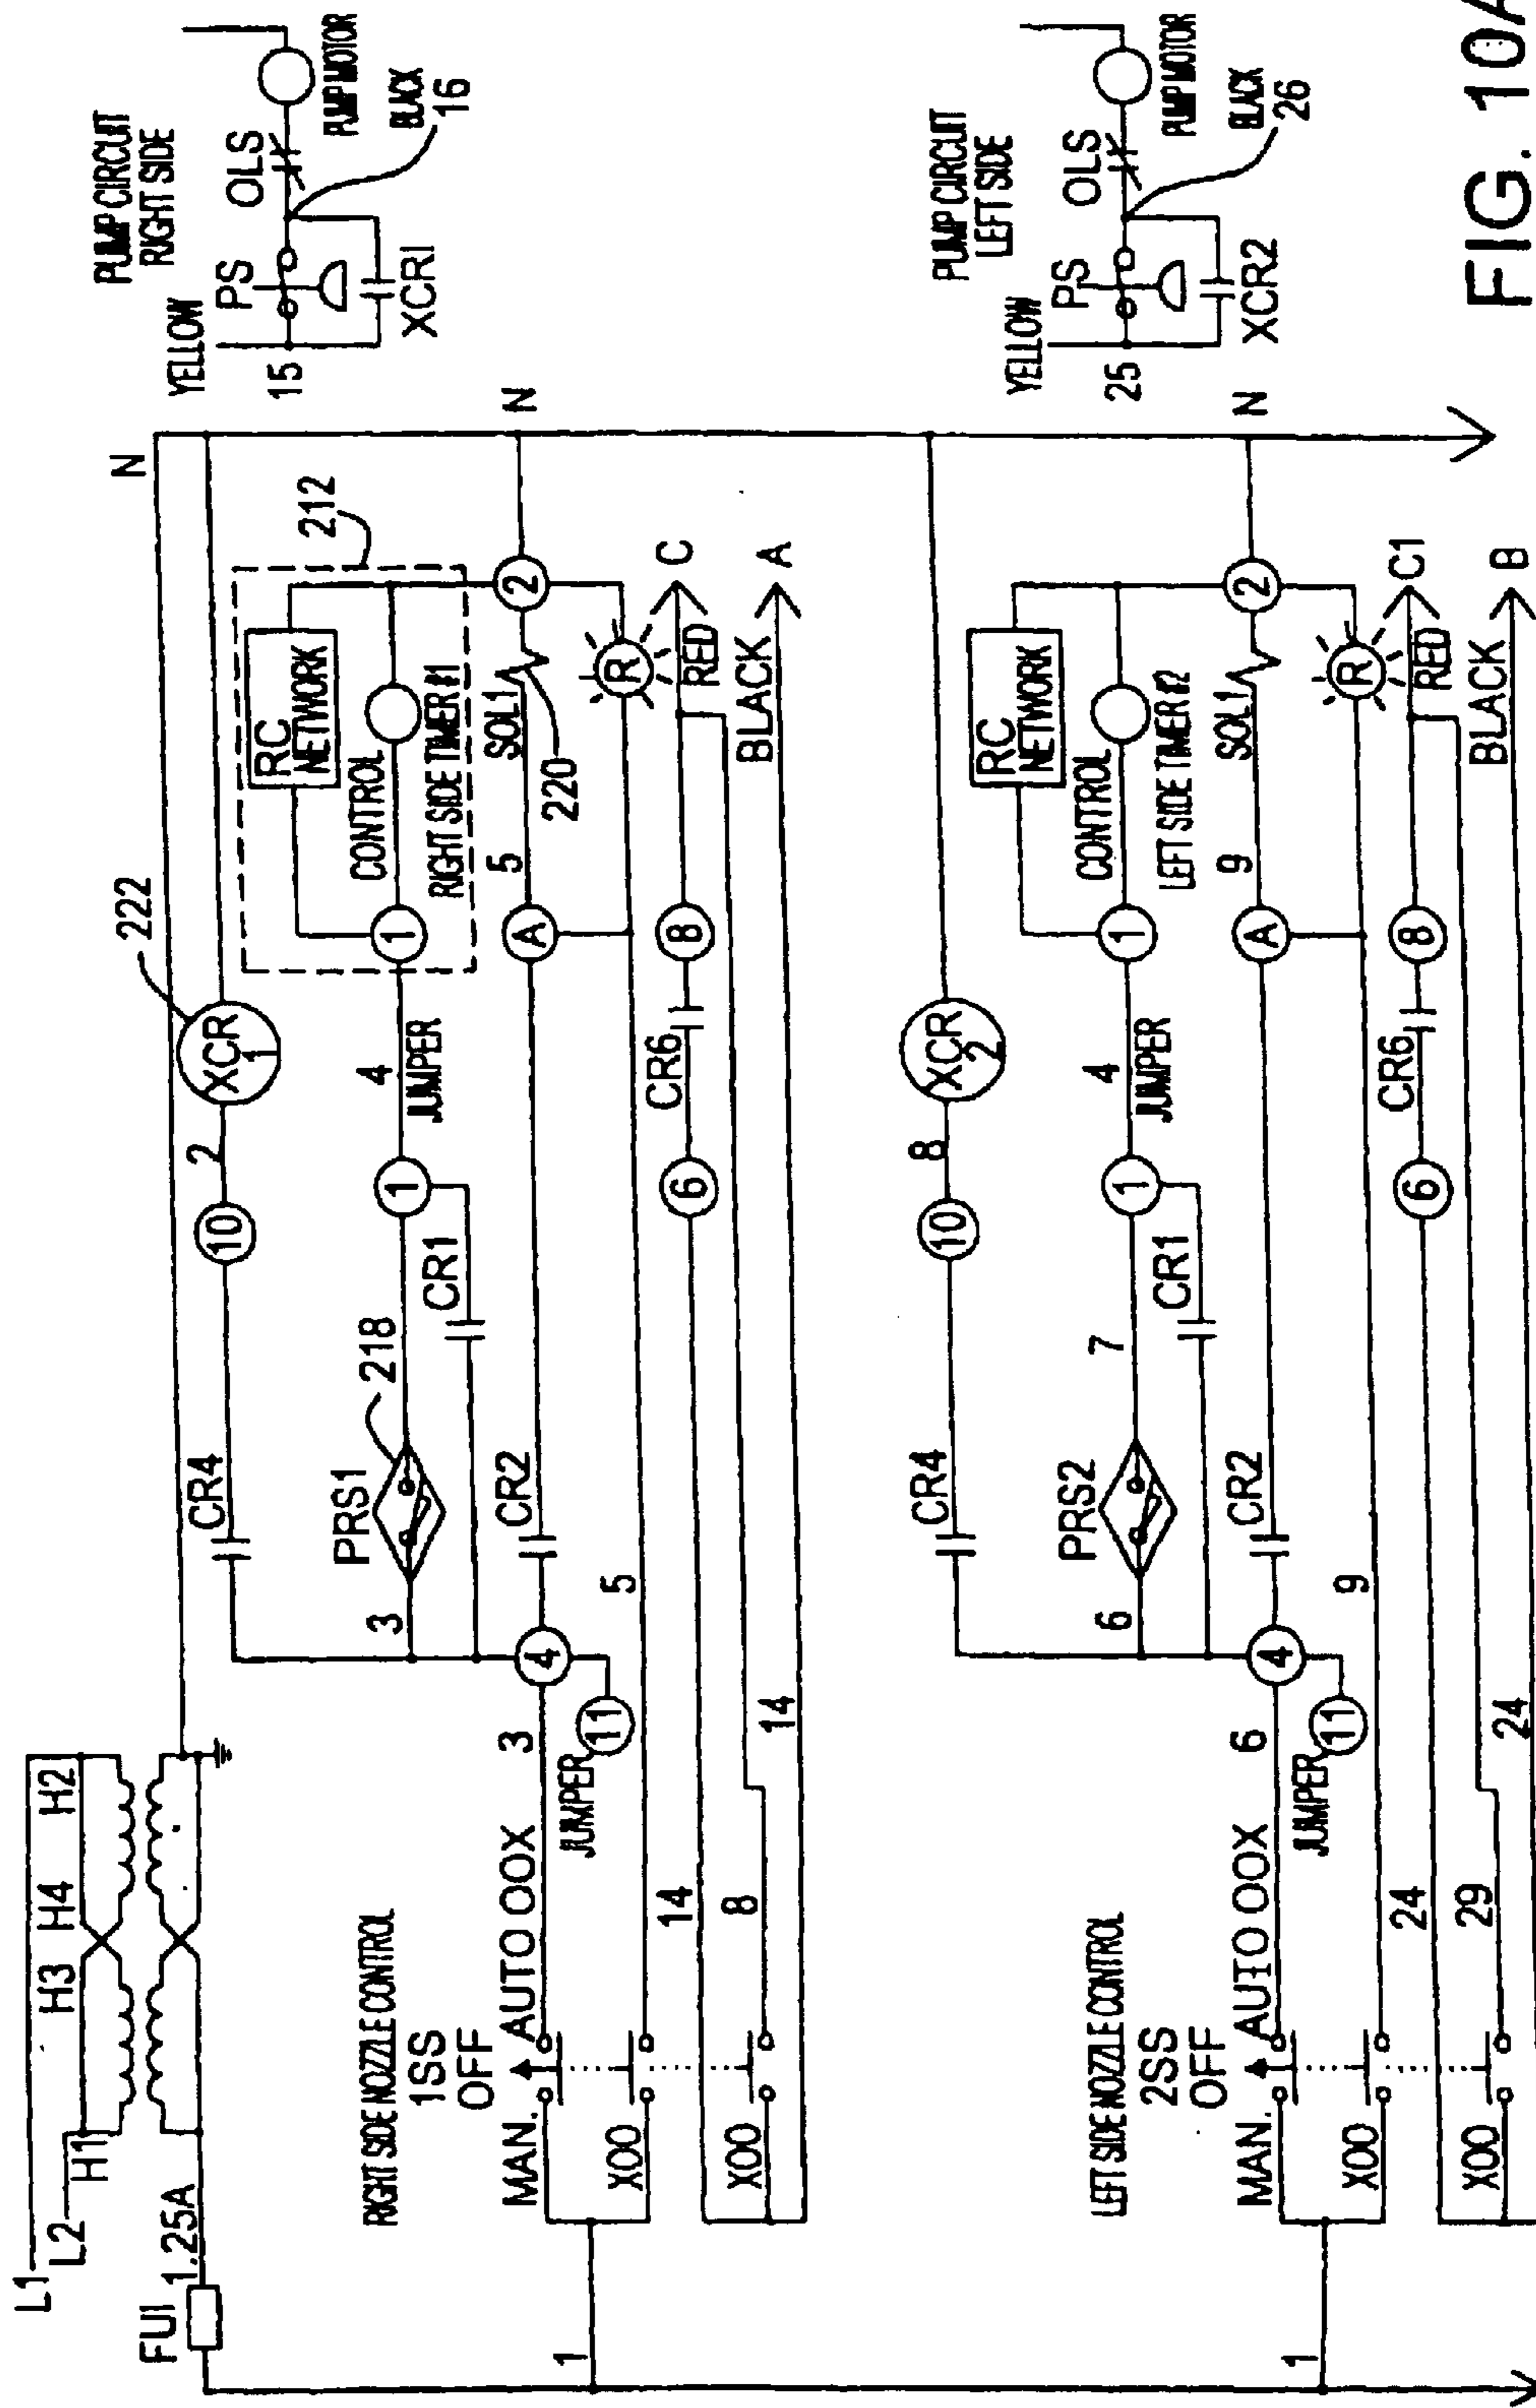 L1
L2
H1
H3
H4
H2
FUI
1.25A
N
222
CR4
10
2
XCR
1
212
RC
NETWORK
PRS1
218
3
1
4
JUMPER
1
CONTROL
RIGHT SIDE TIMER #1
CR1
RIGHT SIDE NOZZLE CONTROL
1SS
OFF
MAN.
AUTO OOX
3
4
CR2
A
5
SOL1
220
2
N
JUMPER
11
XOO
5
R
1
14
6
CR6
8
RED
C
XOO
8
14
BLACK
A
CR4
10
8
XCR
2
RC
NETWORK
PRS2
6
7
1
4
JUMPER
1
CONTROL
LEFT SIDE TIMER #2
CR1
LEFT SIDE NOZZLE CONTROL
2SS
OFF
MAN.
AUTO OOX
6
4
CR2
A
9
SOL1
2
N
JUMPER
11
XOO
9
R
1
24
6
CR6
8
RED
C1
XOO
29
24
BLACK
B
PUMP CIRCUIT
RIGHT SIDE
YELLOW
PS
OLS
15
PUMP MOTOR
BLACK
16
XCR1
PUMP CIRCUIT
LEFT SIDE
YELLOW
PS
OLS
25
PUMP MOTOR
BLACK
26
XCR2
FIG. 10A